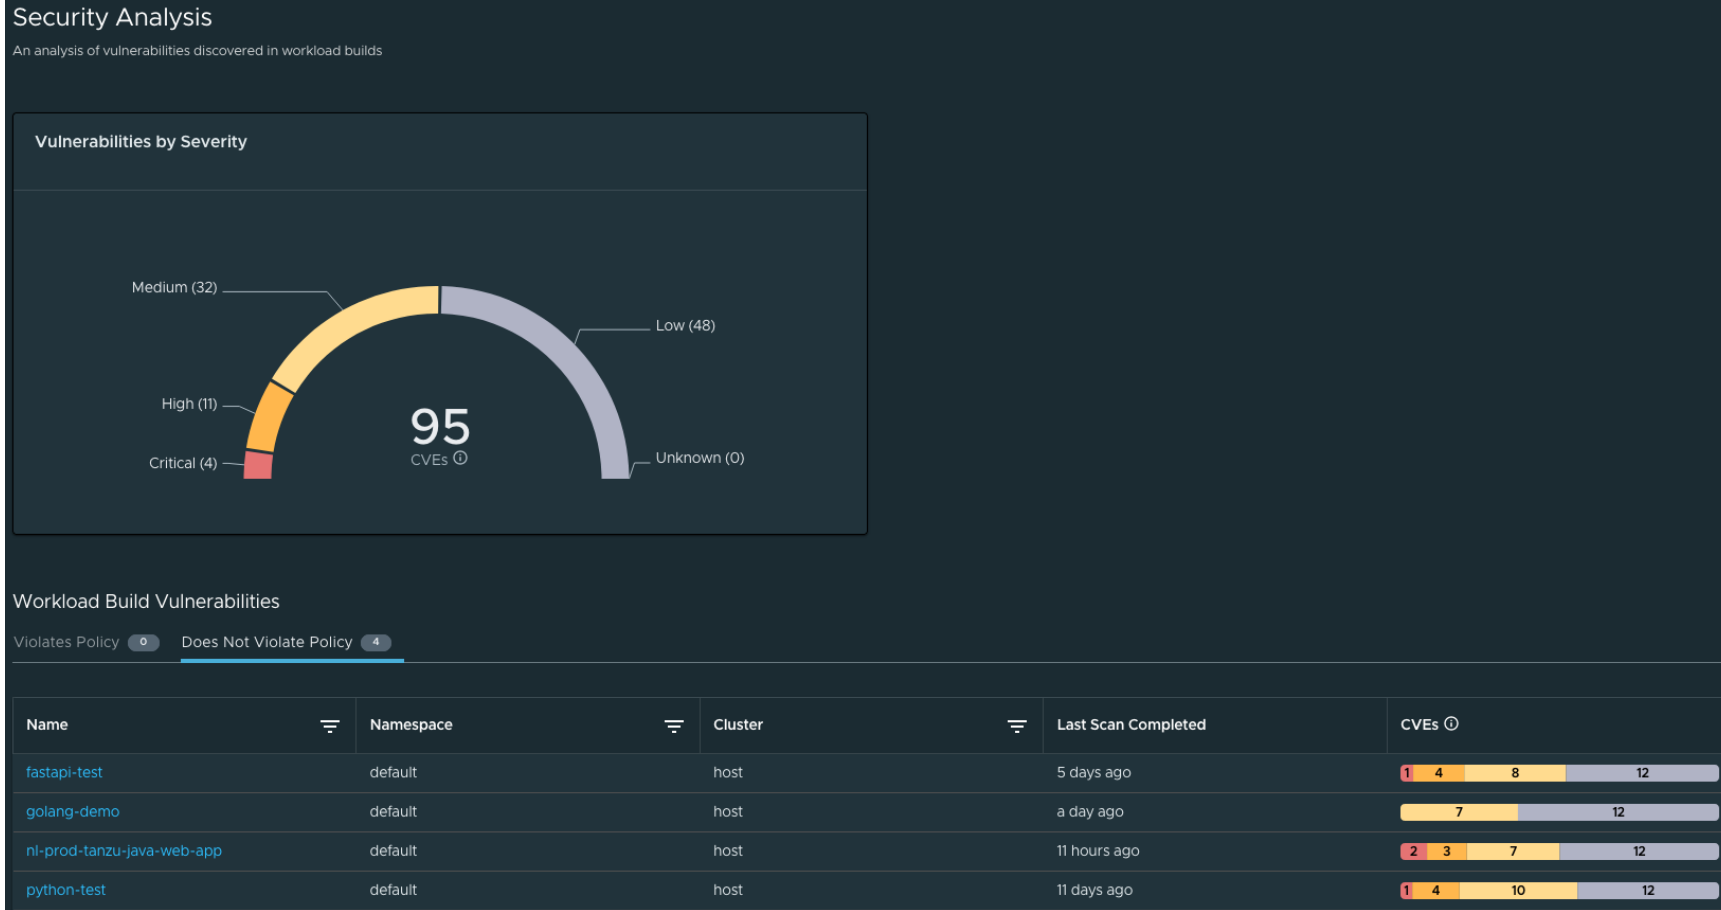 Security Analysis
An analysis of vulnerabilities discovered in workload builds
Vulnerabilities by Severity
Medium (32)
Low (48)
High (11)
95
CVEs
Critical (4)
Unknown (0)
Workload Build Vulnerabilities
Violates Policy 0 Does Not Violate Policy 4
Name Namespace Cluster Last Scan Completed CVEs
fastapi-test default host 5 days ago 1 4 8 12
golang-demo default host a day ago 7 12
nl-prod-tanzu-java-web-app default host 11 hours ago 2 3 7 12
python-test default host 11 days ago 1 4 10 12